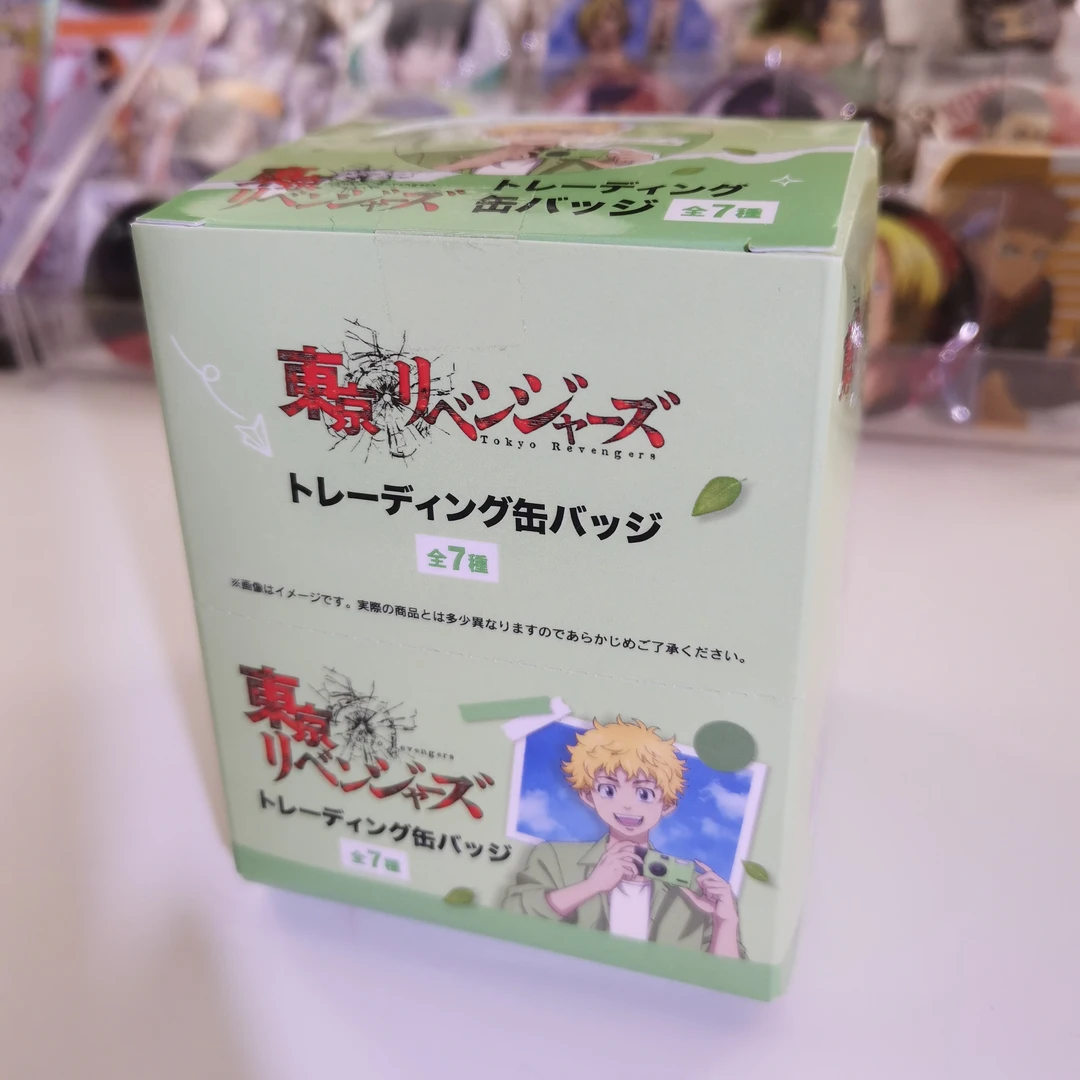 東京リベンジャーズ
トレーディング
缶バッジ 全7種
東京リベンジャーズ
Tokyo Revengers
トレーディング缶バッジ
全7種
※画像はイメージです。実際の商品とは多少異なりますのであらかじめご了承ください。
東京
Tokyo Revengers
リベンジャーズ
トレーディング缶バッジ
全7種